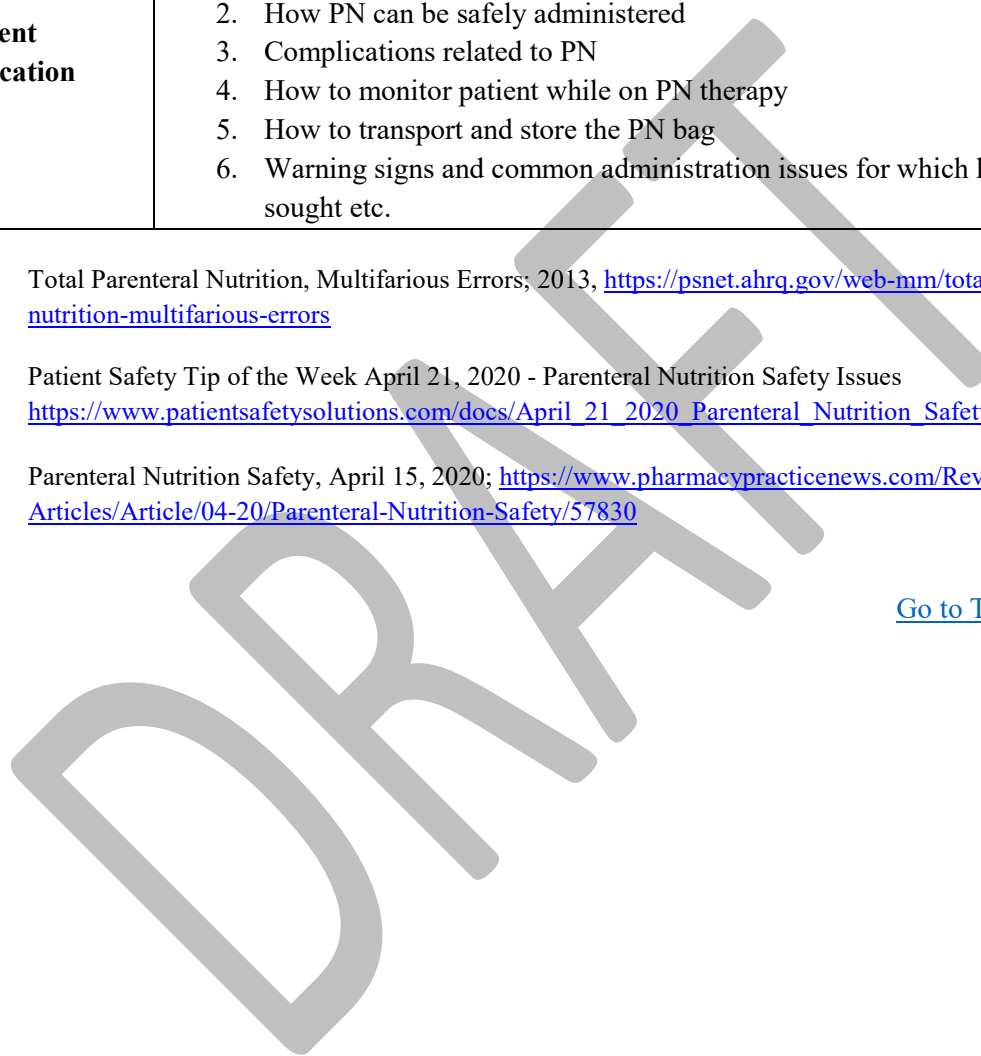 ent
cation
2. How PN can be safely administered
3. Complications related to PN
4. How to monitor patient while on PN therapy
5. How to transport and store the PN bag
6. Warning signs and common administration issues for which
sought etc.
Total Parenteral Nutrition, Multifarious Errors; 2013, https://psnet.ahrq.gov/web-mm/tota
nutrition-multifarious-errors
Patient Safety Tip of the Week April 21, 2020 - Parenteral Nutrition Safety Issues
https://www.patientsafetysolutions.com/docs/April_21_2020_Parenteral_Nutrition_Safet
Parenteral Nutrition Safety, April 15, 2020; https://www.pharmacypracticenews.com/Rev
Articles/Article/04-20/Parenteral-Nutrition-Safety/57830
Go to T
DRAFT